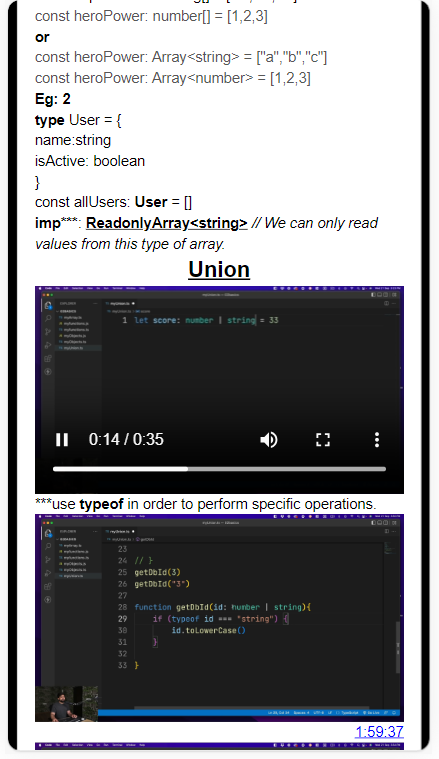 const heroPower: number[] = [1,2,3]
or
const heroPower: Array<string> = ["a","b","c"]
const heroPower: Array<number> = [1,2,3]
Eg: 2
type User = {
name:string
isActive: boolean
}
const allUsers: User = []
imp***: ReadonlyArray<string> // We can only read
values from this type of array.
Union
1 let score: number | string = 33
0:14 / 0:35
***use typeof in order to perform specific operations.
23
24 // }
25 getDbId(3)
26 getDbId("3")
27
28 function getDbId(id: number | string){
29 if (typeof id === "string") {
30 id.toLowerCase()
31 }
32
33 }
1:59:37